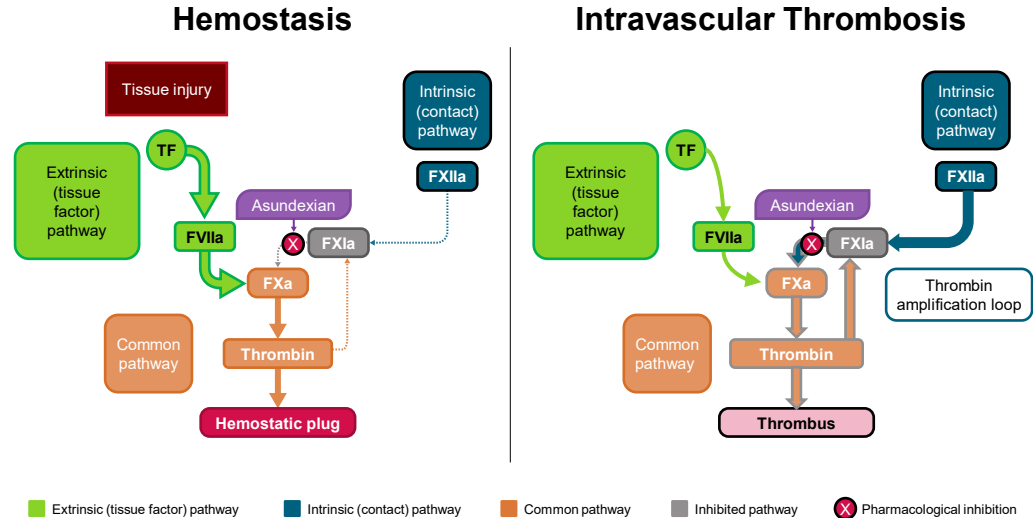 Hemostasis
Tissue injury
Intrinsic
(contact)
pathway
TF
Extrinsic
(tissue
factor)
pathway
FXIIa
Asundexian
FVIIa
X
FXIa
FXa
Common
pathway
Thrombin
Hemostatic plug
Intravascular Thrombosis
Intrinsic
(contact)
pathway
TF
Extrinsic
(tissue
factor)
pathway
FXIIa
Asundexian
FVIIa
X
FXIa
FXa
Thrombin
amplification loop
Common
pathway
Thrombin
Thrombus
Extrinsic (tissue factor) pathway
Intrinsic (contact) pathway
Common pathway
Inhibited pathway
X
Pharmacological inhibition